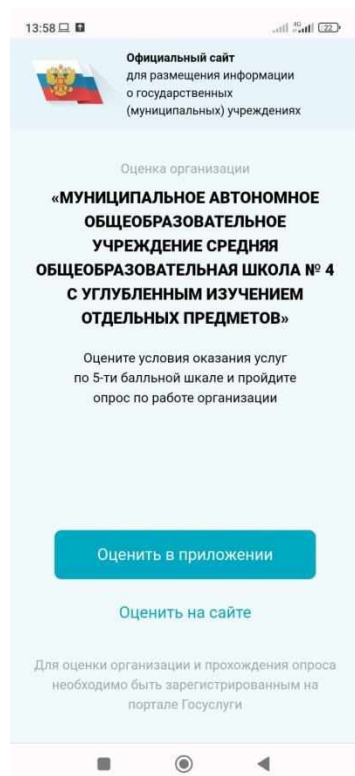 13:58
4G
22
Официальный сайт
для размещения информации
о государственных
(муниципальных) учреждениях
Оценка организации
«МУНИЦИПАЛЬНОЕ АВТОНОМНОЕ
ОБЩЕОБРАЗОВАТЕЛЬНОЕ
УЧРЕЖДЕНИЕ СРЕДНЯЯ
ОБЩЕОБРАЗОВАТЕЛЬНАЯ ШКОЛА № 4
С УГЛУБЛЕННЫМ ИЗУЧЕНИЕМ
ОТДЕЛЬНЫХ ПРЕДМЕТОВ»
Оцените условия оказания услуг
по 5-ти балльной шкале и пройдите
опрос по работе организации
Оценить в приложении
Оценить на сайте
Для оценки организации и прохождения опроса
необходимо быть зарегистрированным на
портале Госуслуги